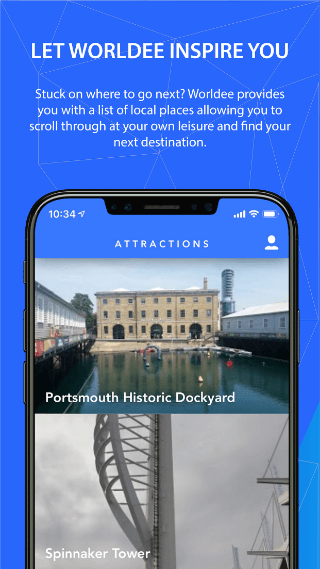 LET WORLDEE INSPIRE YOU
Stuck on where to go next? Worldee provides
you with a list of local places allowing you to
scroll through at your own leisure and find your
next destination.
10:34
ATTRACTIONS
Portsmouth Historic Dockyard
Spinnaker Tower